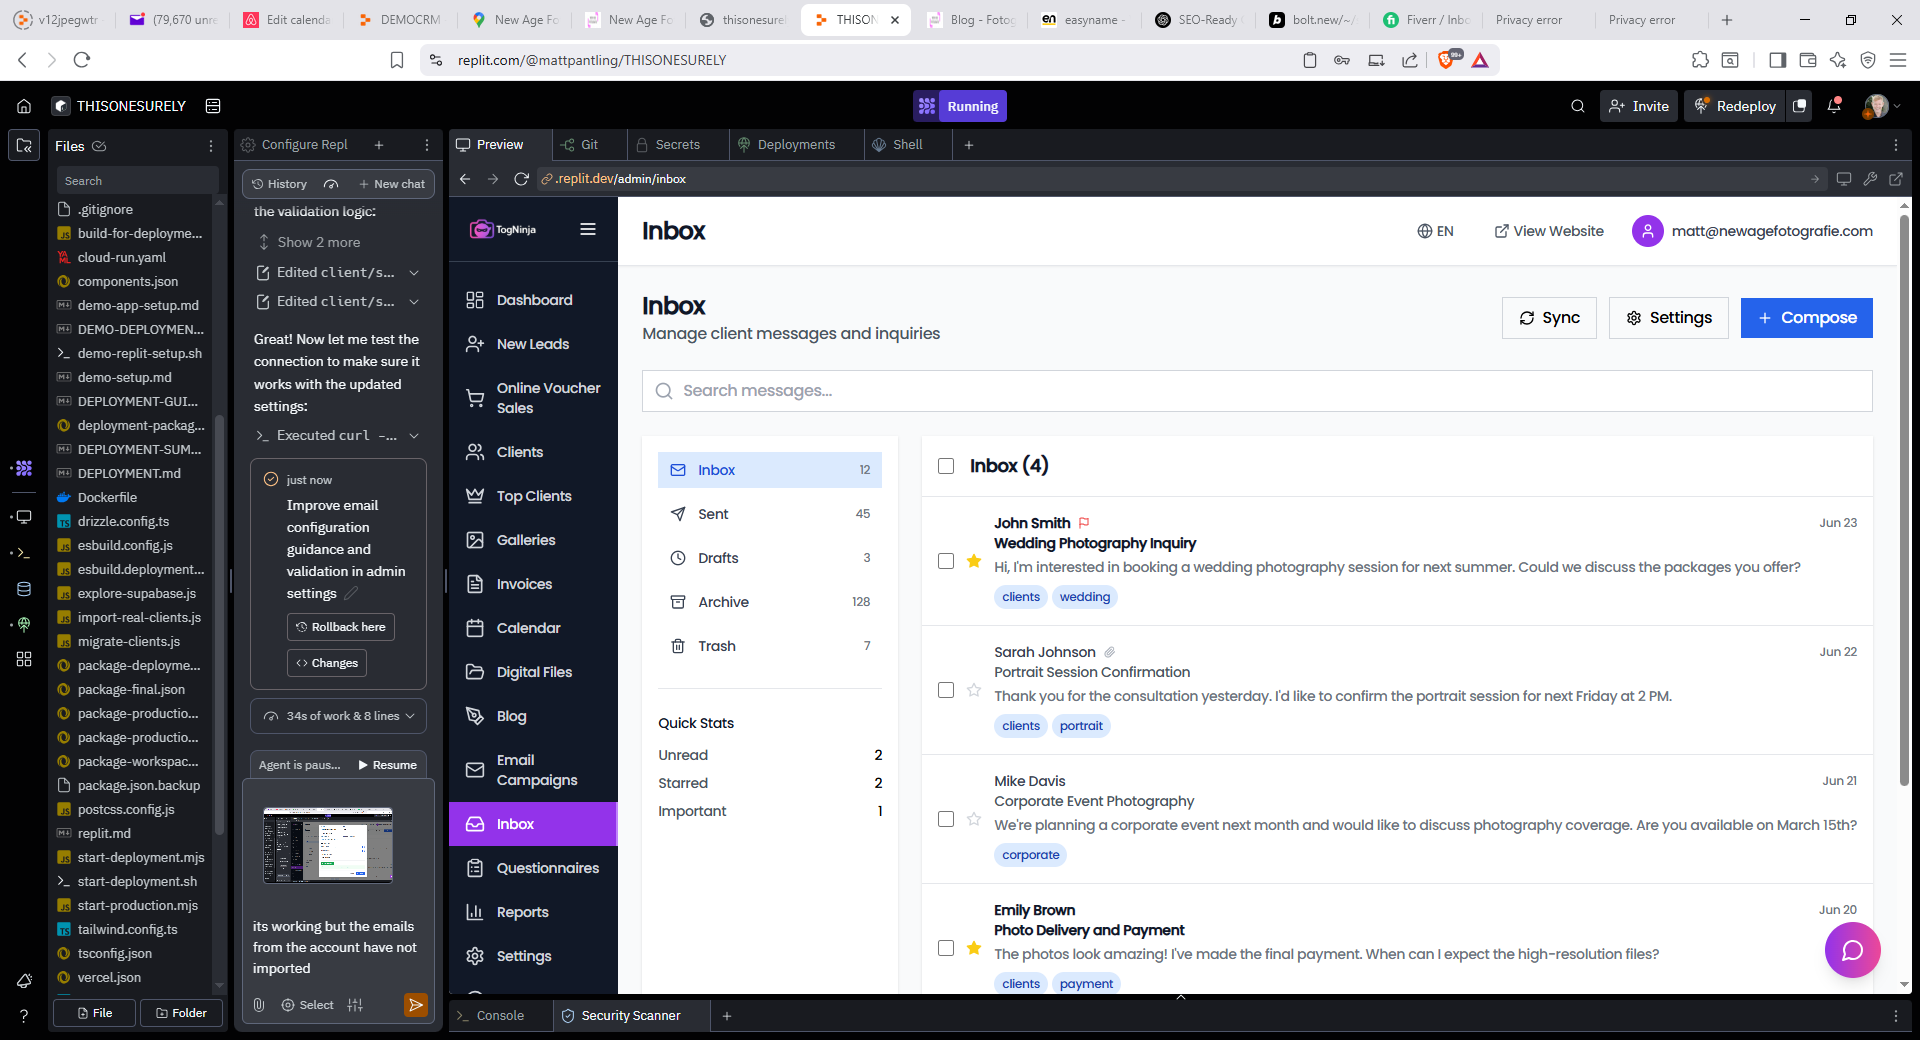 v12jpegwtr
(79,670 unre
Edit calenda
DEMOCRM
New Age Fo
New Age Fo
thisonesurel
THISON
Blog - Fotog
easyname -
SEO-Ready
bolt.new/~/
Fiverr / Inbo
Privacy error
Privacy error
replit.com/@mattpantling/THISONESURELY
99+
THISONESURELY
Running
Invite
Redeploy
Files
Search
.gitignore
build-for-deployme...
cloud-run.yaml
components.json
demo-app-setup.md
DEMO-DEPLOYMEN...
demo-replit-setup.sh
demo-setup.md
DEPLOYMENT-GUI...
deployment-packag...
DEPLOYMENT-SUM...
DEPLOYMENT.md
Dockerfile
drizzle.config.ts
esbuild.config.js
esbuild.deployment...
explore-supabase.js
import-real-clients.js
migrate-clients.js
package-deployme...
package-final.json
package-productio...
package-productio...
package-workspac...
package.json.backup
postcss.config.js
replit.md
start-deployment.mjs
start-deployment.sh
start-production.mjs
tailwind.config.ts
tsconfig.json
vercel.json
File
Folder
Configure Repl
History
New chat
the validation logic:
Show 2 more
Edited client/s...
Edited client/s...
Great! Now let me test the
connection to make sure it
works with the updated
settings:
Executed curl -...
just now
Improve email
configuration
guidance and
validation in admin
settings
Rollback here
Changes
34s of work & 8 lines
Agent is paus...
Resume
its working but the emails
from the account have not
imported
Select
Preview
Git
Secrets
Deployments
Shell
.replit.dev/admin/inbox
TogNinja
Dashboard
New Leads
Online Voucher
Sales
Clients
Top Clients
Galleries
Invoices
Calendar
Digital Files
Blog
Email
Campaigns
Inbox
Questionnaires
Reports
Settings
Inbox
EN
View Website
matt@newagefotografie.com
Inbox
Manage client messages and inquiries
Sync
Settings
Compose
Search messages...
Inbox 12
Sent 45
Drafts 3
Archive 128
Trash 7
Quick Stats
Unread 2
Starred 2
Important 1
Inbox (4)
John Smith
Jun 23
Wedding Photography Inquiry
Hi, I'm interested in booking a wedding photography session for next summer. Could we discuss the packages you offer?
clients wedding
Sarah Johnson
Jun 22
Portrait Session Confirmation
Thank you for the consultation yesterday. I'd like to confirm the portrait session for next Friday at 2 PM.
clients portrait
Mike Davis
Jun 21
Corporate Event Photography
We're planning a corporate event next month and would like to discuss photography coverage. Are you available on March 15th?
corporate
Emily Brown
Jun 20
Photo Delivery and Payment
The photos look amazing! I've made the final payment. When can I expect the high-resolution files?
clients payment
Console
Security Scanner